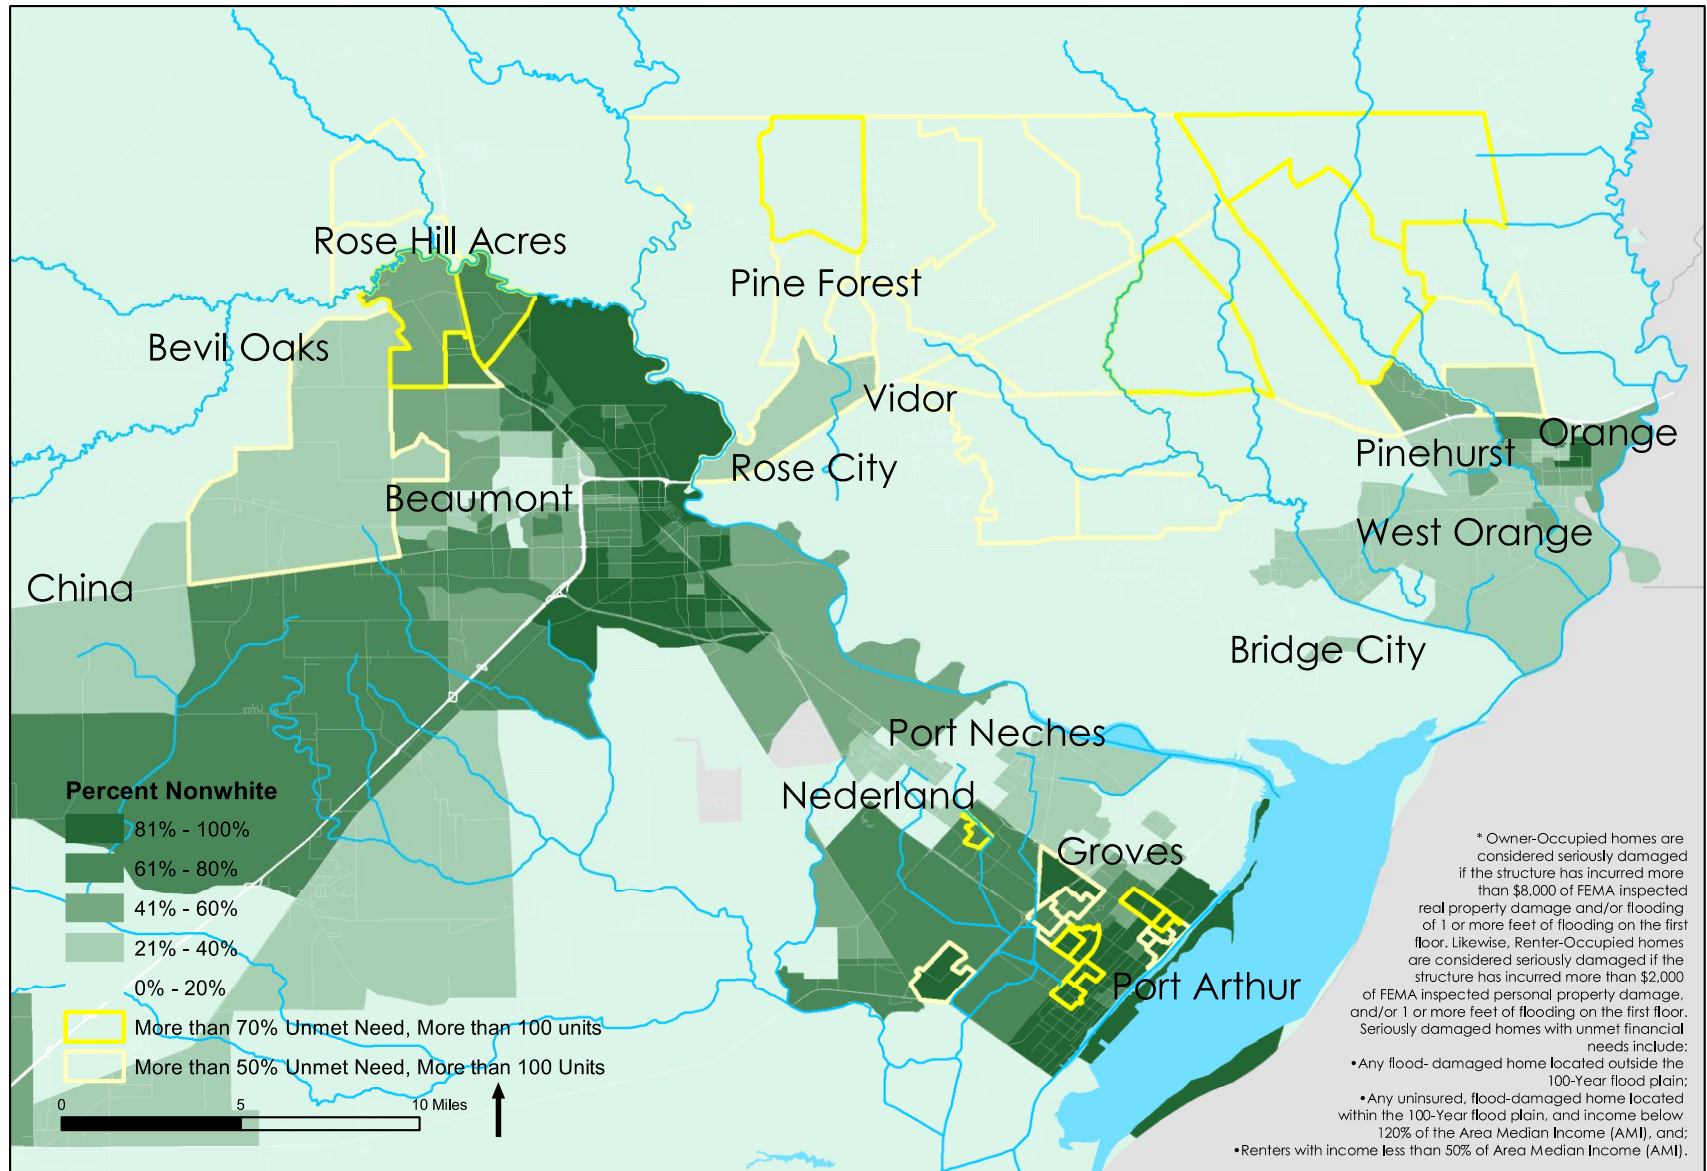 Rose Hill Acres
Pine Forest
Bevil Oaks
Vidor
Orange
Pinehurst
Rose City
Beaumont
West Orange
China
Bridge City
Port Neches
Nederland
Groves
Port Arthur
Percent Nonwhite
81% - 100%
61% - 80%
41% - 60%
21% - 40%
0% - 20%
More than 70% Unmet Need, More than 100 units
More than 50% Unmet Need, More than 100 Units
0 5 10 Miles
* Owner-Occupied homes are
considered seriously damaged
if the structure has incurred more
than $8,000 of FEMA inspected
real property damage and/or flooding
of 1 or more feet of flooding on the first
floor. Likewise, Renter-Occupied homes
are considered seriously damaged if the
structure has incurred more than $2,000
of FEMA inspected personal property damage,
and/or 1 or more feet of flooding on the first floor.
Seriously damaged homes with unmet financial
needs include:
•Any flood- damaged home located outside the
100-Year flood plain;
•Any uninsured, flood-damaged home located
within the 100-Year flood plain, and income below
120% of the Area Median Income (AMI), and;
•Renters with income less than 50% of Area Median Income (AMI).